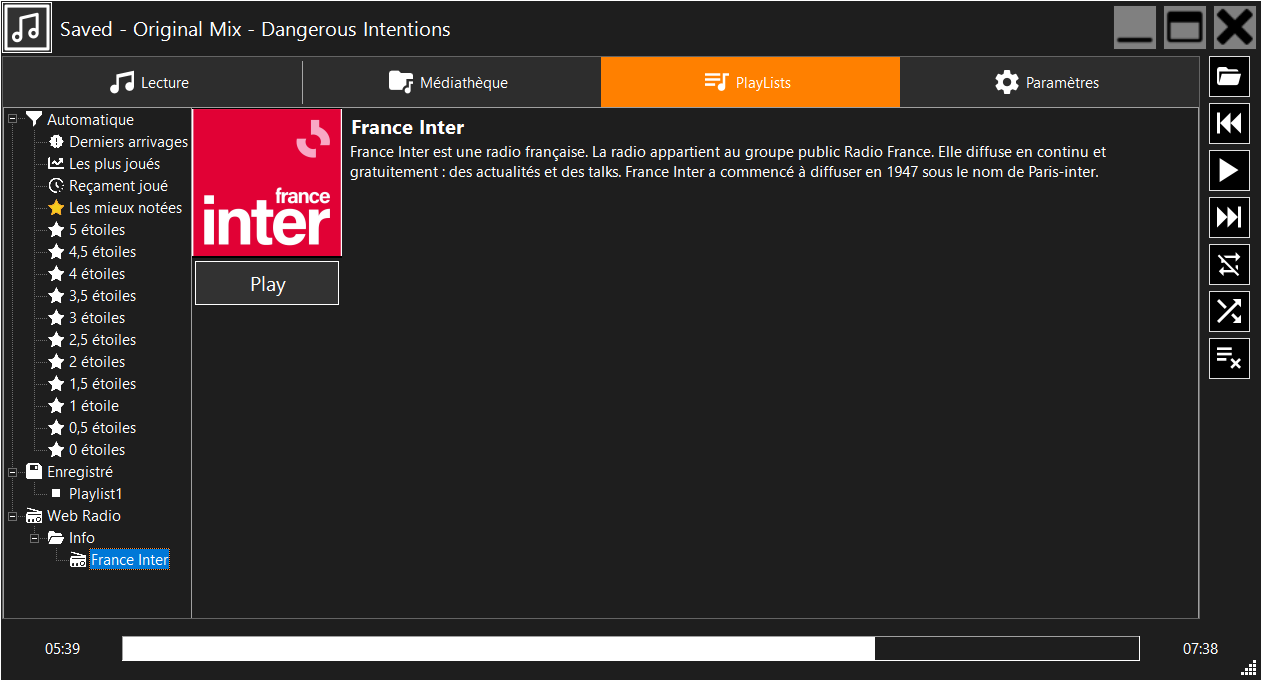 Saved - Original Mix - Dangerous Intentions
Lecture
Médiathèque
PlayLists
Paramètres
Automatique
Derniers arrivages
Les plus joués
Reçament joué
Les mieux notées
5 étoiles
4,5 étoiles
4 étoiles
3,5 étoiles
3 étoiles
2,5 étoiles
2 étoiles
1,5 étoiles
1 étoile
0,5 étoiles
0 étoiles
Enregistré
Playlist1
Web Radio
Info
France Inter
france
inter
Play
France Inter
France Inter est une radio française. La radio appartient au groupe public Radio France. Elle diffuse en continu et
gratuitement : des actualités et des talks. France Inter a commencé à diffuser en 1947 sous le nom de Paris-inter.
05:39
07:38